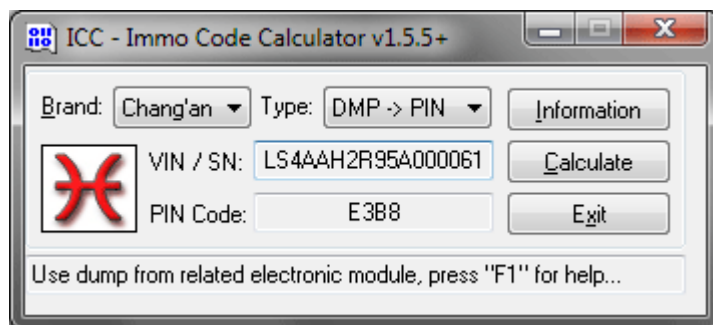 ICC - Immo Code Calculator v1.5.5+
Brand: Chang'an Type: DMP -> PIN Information
VIN / SN: LS4AAH2R95A000061 Calculate
PIN Code: E3B8 Exit
Use dump from related electronic module, press "F1" for help...